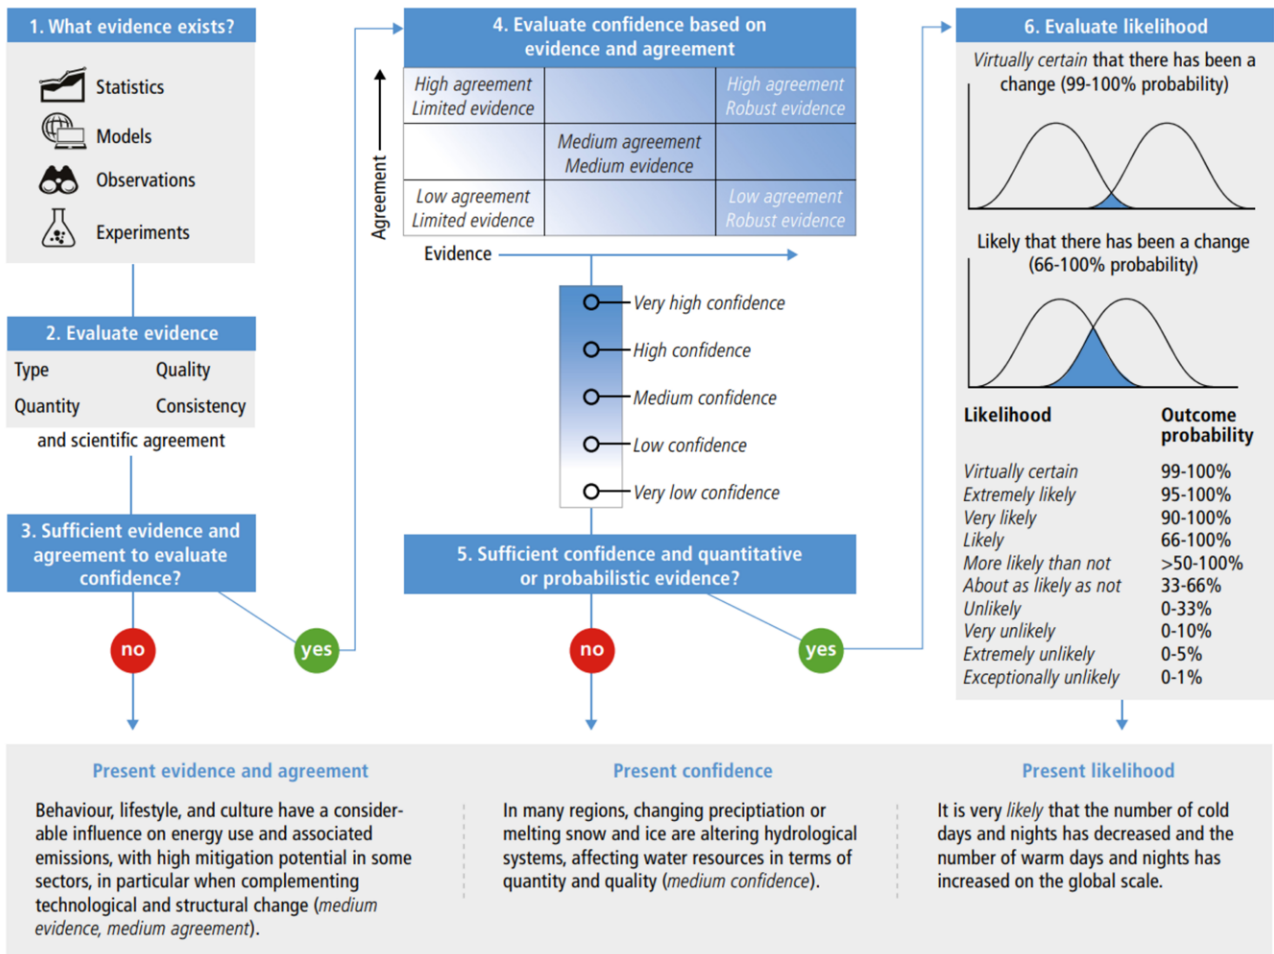 1. What evidence exists?
Statistics
Models
Observations
Experiments
2. Evaluate evidence
Type Quality
Quantity Consistency
and scientific agreement
3. Sufficient evidence and
agreement to evaluate
confidence?
no
yes
4. Evaluate confidence based on
evidence and agreement
Agreement
High agreement
Limited evidence
High agreement
Robust evidence
Medium agreement
Medium evidence
Low agreement
Limited evidence
Low agreement
Robust evidence
Evidence
Very high confidence
High confidence
Medium confidence
Low confidence
Very low confidence
5. Sufficient confidence and quantitative
or probabilistic evidence?
no
yes
6. Evaluate likelihood
Virtually certain that there has been a
change (99-100% probability)
Likely that there has been a change
(66-100% probability)
Likelihood Outcome
probability
Virtually certain 99-100%
Extremely likely 95-100%
Very likely 90-100%
Likely 66-100%
More likely than not >50-100%
About as likely as not 33-66%
Unlikely 0-33%
Very unlikely 0-10%
Extremely unlikely 0-5%
Exceptionally unlikely 0-1%
Present evidence and agreement
Behaviour, lifestyle, and culture have a consider-
able influence on energy use and associated
emissions, with high mitigation potential in some
sectors, in particular when complementing
technological and structural change (medium
evidence, medium agreement).
Present confidence
In many regions, changing preciptiation or
melting snow and ice are altering hydrological
systems, affecting water resources in terms of
quantity and quality (medium confidence).
Present likelihood
It is very likely that the number of cold
days and nights has decreased and the
number of warm days and nights has
increased on the global scale.